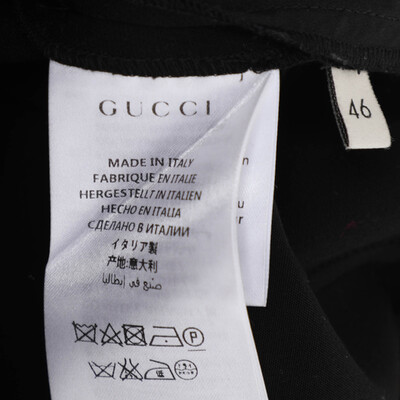 GUCCI
MADE IN ITALY
FABRIQUE EN ITALIE
HERGESTELLT IN ITALIEN
HECHO EN ITALIA
СДЕЛАНО В ИТАЛИИ
イタリア製
产地:意大利
صنع في إيطاليا
P
46